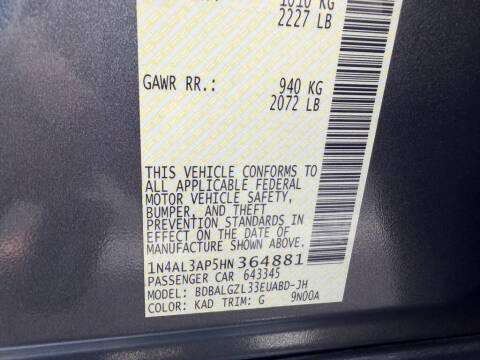 1010 KG
2227 LB
GAWR RR.: 940 KG
2072 LB
THIS VEHICLE CONFORMS TO
ALL APPLICABLE FEDERAL
MOTOR VEHICLE SAFETY,
BUMPER, AND THEFT
PREVENTION STANDARDS IN
EFFECT ON THE DATE OF
MANUFACTURE SHOWN ABOVE.
1N4AL3AP5HN364881
PASSENGER CAR 643345
MODEL: BDBALGZL33EUABD-JH
COLOR: KAD TRIM: G 9N00A